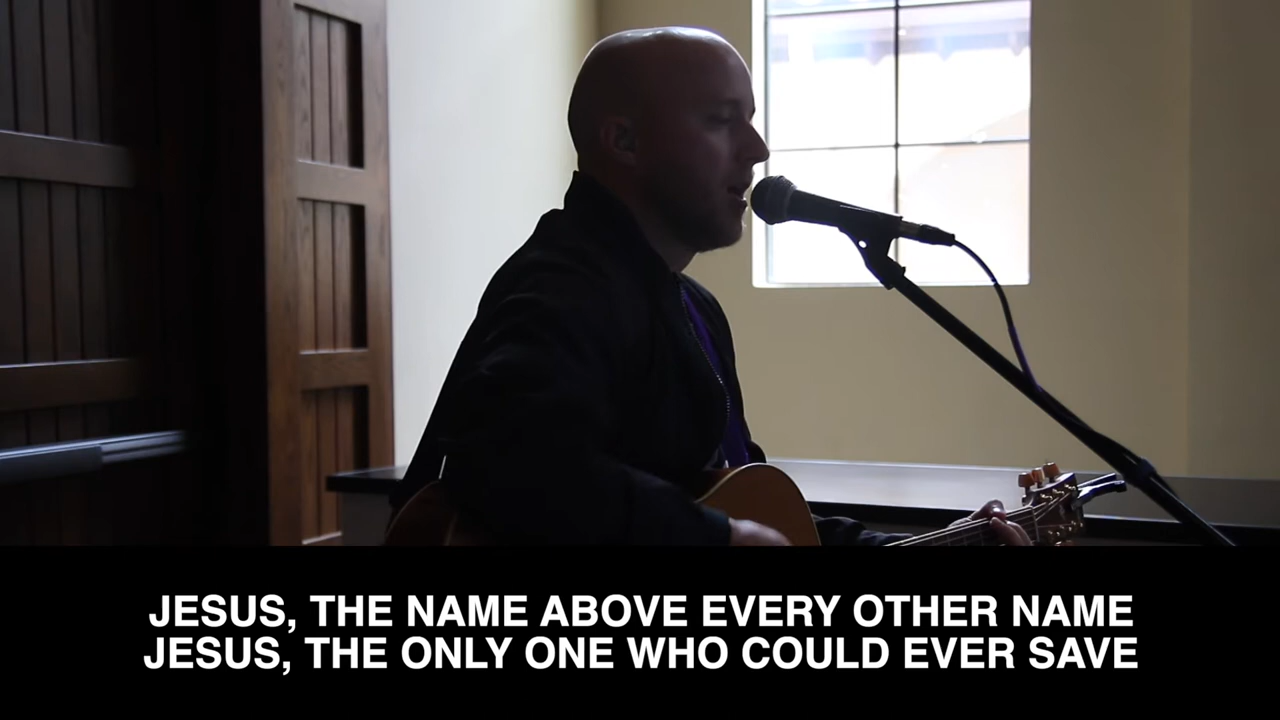 JESUS, THE NAME ABOVE EVERY OTHER NAME
JESUS, THE ONLY ONE WHO COULD EVER SAVE